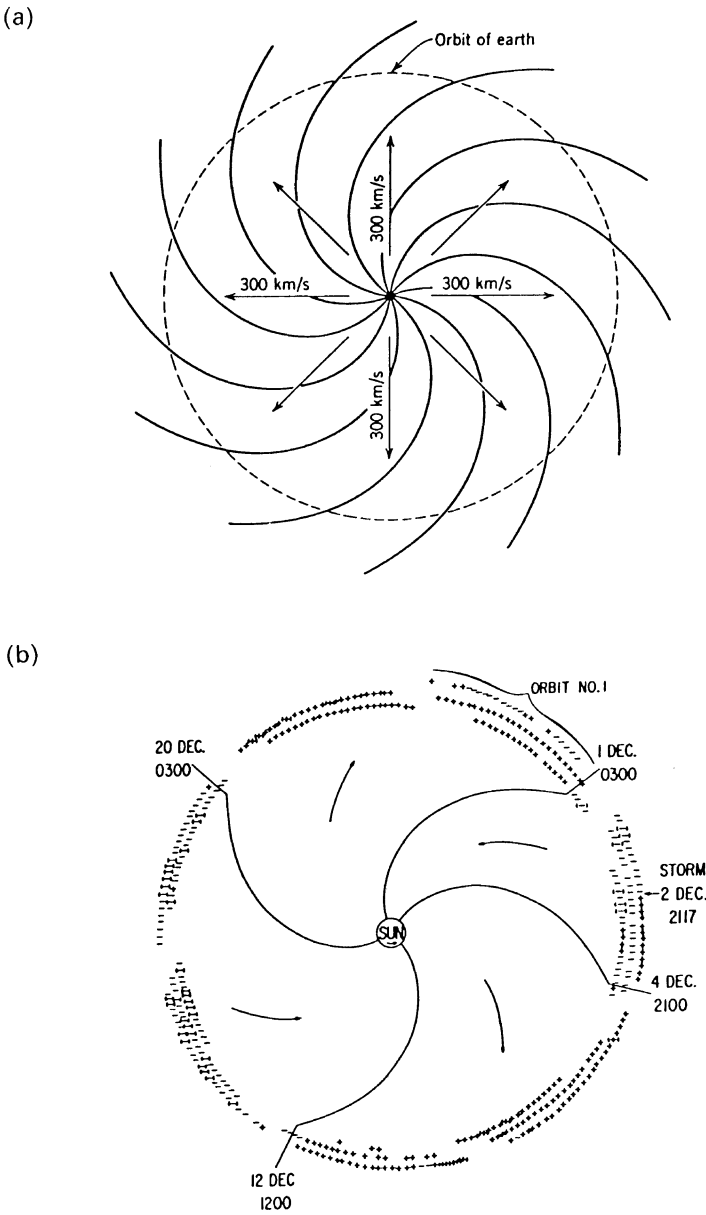 (a)
Orbit of earth
300 km/s
300 km/s
300 km/s
300 km/s
(b)
ORBIT NO.1
20 DEC.
0300
1 DEC.
0300
STORM
2 DEC.
2117
SUN
4 DEC.
2100
12 DEC
1200